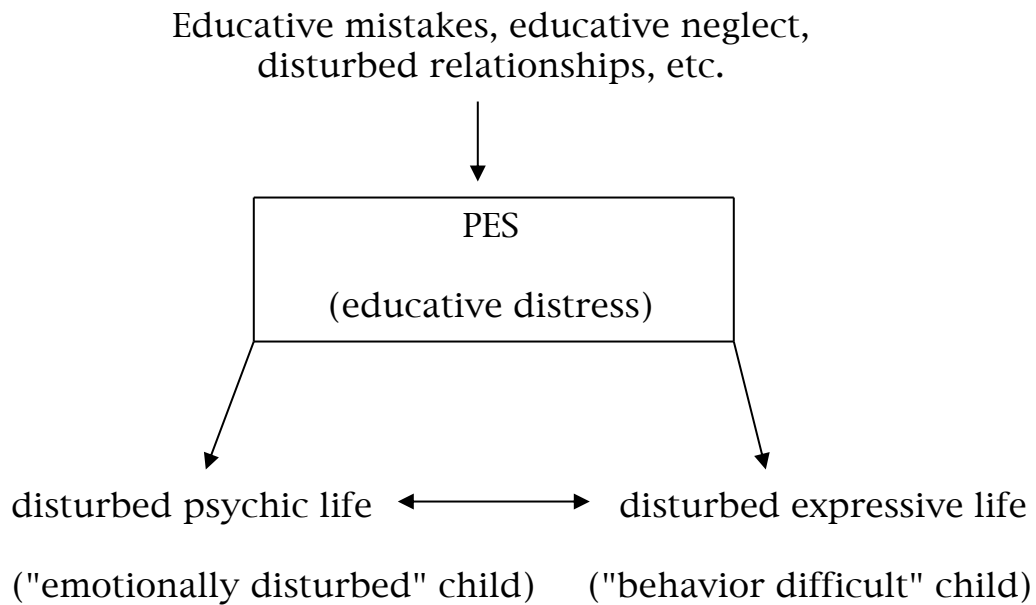 Educative mistakes, educative neglect,
disturbed relationships, etc.
PES
(educative distress)
disturbed psychic life
disturbed expressive life
("emotionally disturbed" child)
("behavior difficult" child)